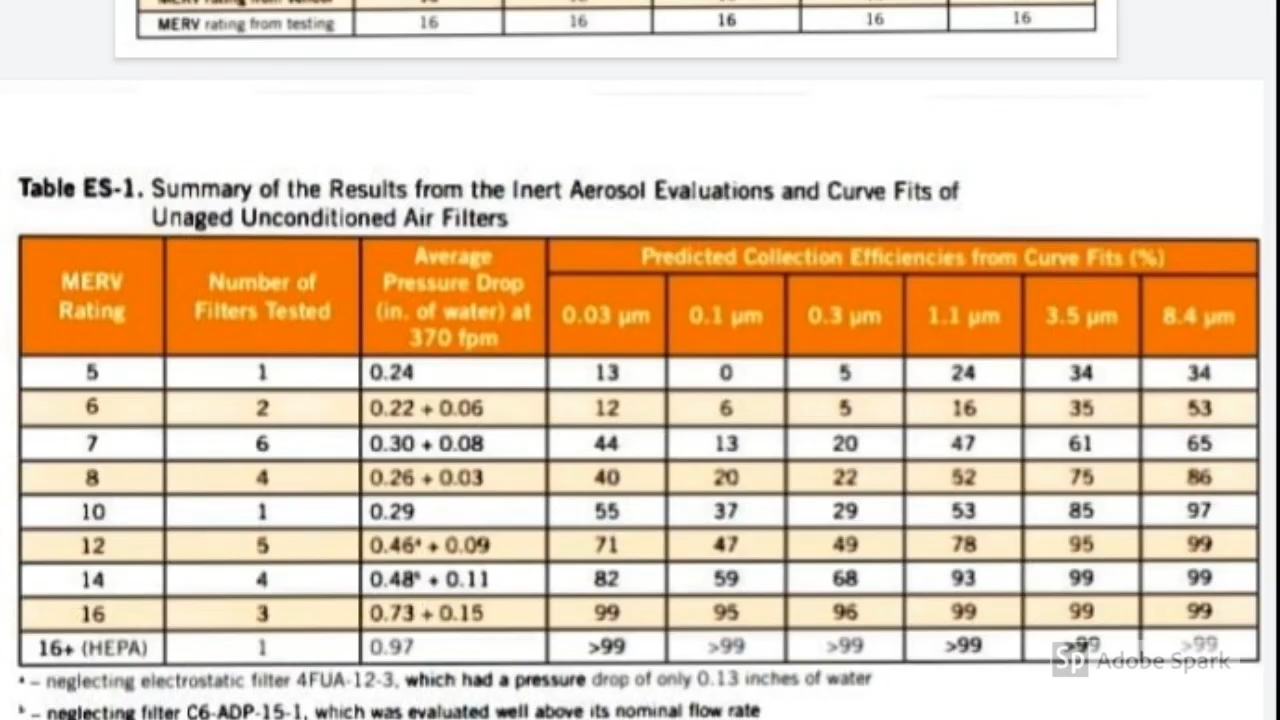 MERV rating from testing 16 16 16 16 16
Table ES-1. Summary of the Results from the Inert Aerosol Evaluations and Curve Fits of
Unaged Unconditioned Air Filters
MERV Rating
Number of Filters Tested
Average Pressure Drop (in. of water) at 370 fpm
Predicted Collection Efficiencies from Curve Fits (%)
0.03 µm 0.1 µm 0.3 µm 1.1 µm 3.5 µm 8.4 µm
5 1 0.24 13 0 5 24 34 34
6 2 0.22 + 0.06 12 6 5 16 35 53
7 6 0.30 + 0.08 44 13 20 47 61 65
8 4 0.26 + 0.03 40 20 22 52 75 86
10 1 0.29 55 37 29 53 85 97
12 5 0.46ᵃ + 0.09 71 47 49 78 95 99
14 4 0.48ᵇ + 0.11 82 59 68 93 99 99
16 3 0.73 + 0.15 99 95 96 99 99 99
16+ (HEPA) 1 0.97 >99 >99 >99 >99 >99 >99
Sp Adobe Spark
ᵃ – neglecting electrostatic filter 4FUA-12-3, which had a pressure drop of only 0.13 inches of water
ᵇ – neglecting filter C6-ADP-15-1, which was evaluated well above its nominal flow rate